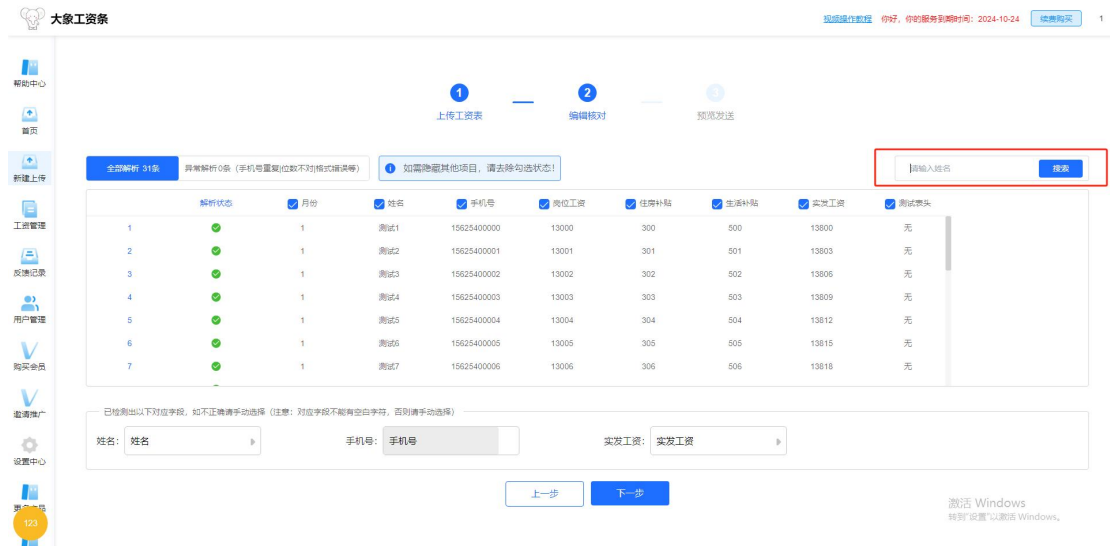 大象工资条
视频操作教程 你好，你的服务到期时间：2024-10-24 续费购买 1
帮助中心
首页
新建上传
工资管理
反馈记录
用户管理
购买会员
邀请推广
设置中心
123
1 2 3
上传工资表 编辑核对 预览发送
全部解析 31条 异常解析0条（手机号重复|位数不对|格式错误等） 如需隐藏其他项目，请去除勾选状态！ 请输入姓名 搜索
解析状态 月份 姓名 手机号 岗位工资 住房补贴 生活补贴 实发工资 测试表头
1 1 测试1 15625400000 13000 300 500 13800 无
2 1 测试2 15625400001 13001 301 501 13803 无
3 1 测试3 15625400002 13002 302 502 13806 无
4 1 测试4 15625400003 13003 303 503 13809 无
5 1 测试5 15625400004 13004 304 504 13812 无
6 1 测试6 15625400005 13005 305 505 13815 无
7 1 测试7 15625400006 13006 306 506 13818 无
已检测出以下对应字段，如不正确请手动选择（注意：对应字段不能有空白字符，否则请手动选择）
姓名： 姓名 手机号： 手机号 实发工资： 实发工资
上一步 下一步
激活 Windows
转到"设置"以激活 Windows。